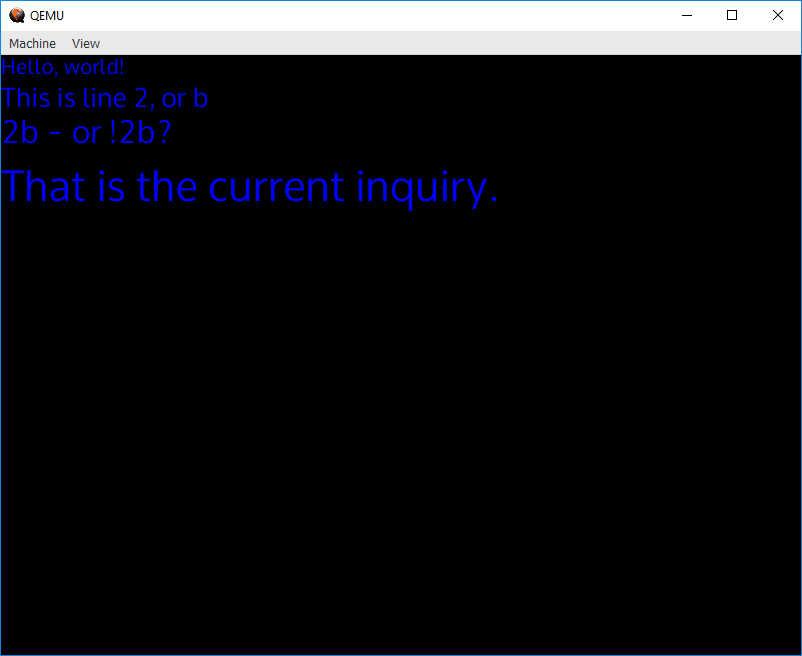 QEMU
Machine View
Hello, world!
This is line 2, or b
2b - or !2b?
That is the current inquiry.